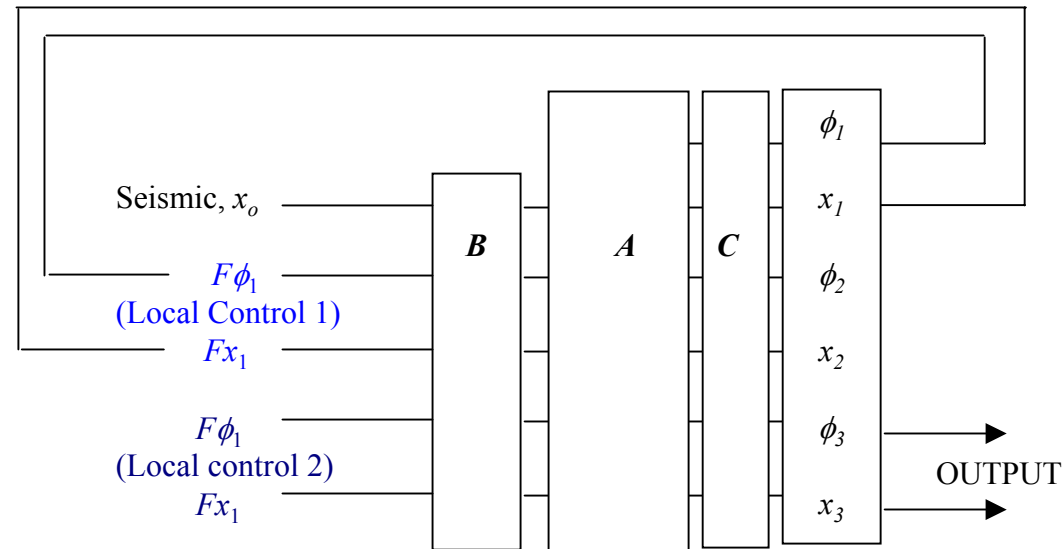 Seismic, xₒ
Fϕ₁
(Local Control 1)
Fx₁
Fϕ₁
(Local control 2)
Fx₁
B
A
C
ϕ₁
x₁
ϕ₂
x₂
ϕ₃
x₃
OUTPUT